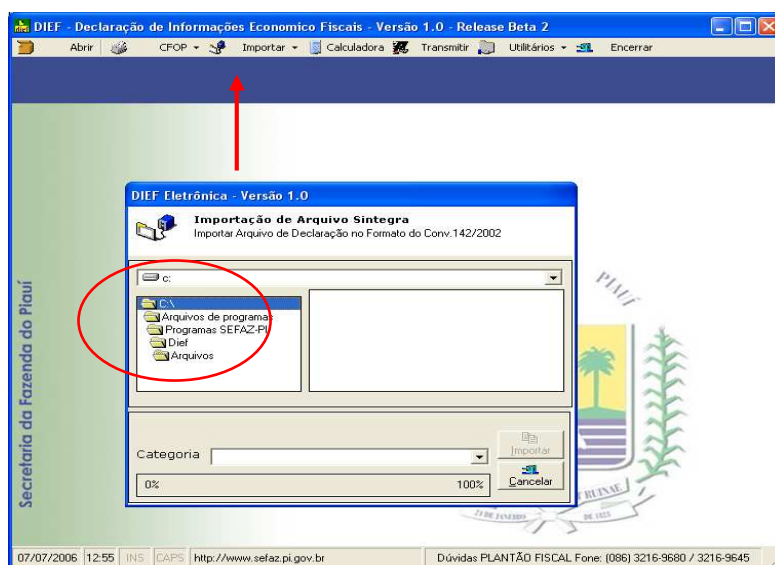 DIEF - Declaração de Informações Economico Fiscais - Versão 1.0 - Release Beta 2
Abrir CFOP Importar Calculadora Transmitir Utilitários Encerrar
DIEF Eletrônica - Versão 1.0
Importação de Arquivo Sintegra
Importar Arquivo de Declaração no Formato do Conv.142/2002
c:
C:\
Arquivos de programas
Programas SEFAZ-PI
Dief
Arquivos
Categoria
Importar
Cancelar
0% 100%
Secretaria da Fazenda do Piauí
PIAUÍ
07/07/2006 12:55 INS CAPS http://www.sefaz.pi.gov.br Dúvidas PLANTÃO FISCAL Fone: (086) 3216-9680 / 3216-9645